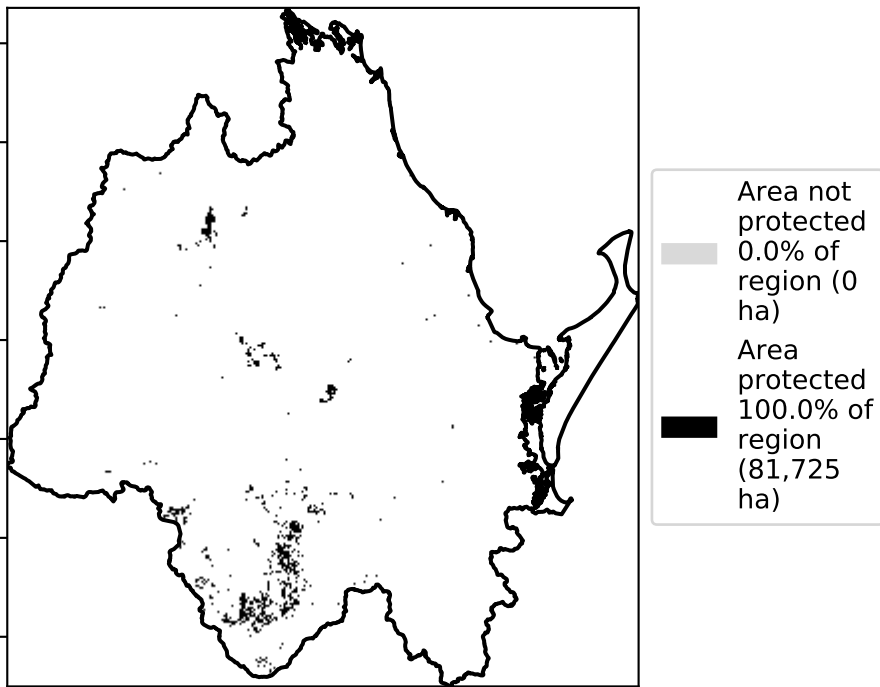 Area not
protected
0.0% of
region (0
ha)
Area
protected
100.0% of
region
(81,725
ha)